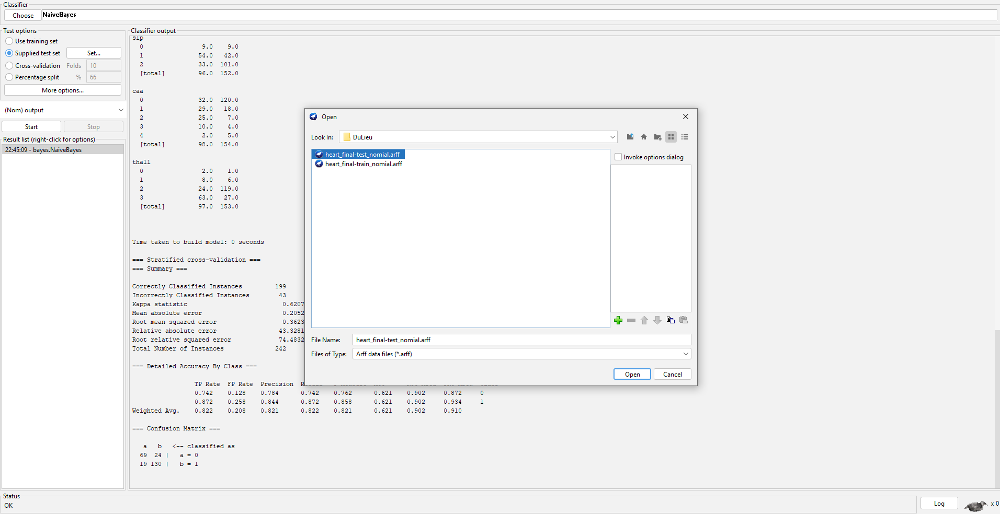 Classifier
Choose NaiveBayes
Test options
Use training set
Supplied test set Set...
Cross-validation Folds 10
Percentage split % 66
More options...
(Nom) output
Start Stop
Result list (right-click for options)
22:45:09 - bayes.NaiveBayes
Classifier output
slp
0 9.0 9.0
1 54.0 42.0
2 33.0 101.0
[total] 96.0 152.0
caa
0 32.0 120.0
1 29.0 18.0
2 25.0 7.0
3 10.0 4.0
4 2.0 5.0
[total] 98.0 154.0
thall
0 2.0 1.0
1 8.0 6.0
2 24.0 119.0
3 63.0 27.0
[total] 97.0 153.0
Time taken to build model: 0 seconds
=== Stratified cross-validation ===
=== Summary ===
Correctly Classified Instances 199
Incorrectly Classified Instances 43
Kappa statistic 0.6207
Mean absolute error 0.2052
Root mean squared error 0.3623
Relative absolute error 43.3281
Root relative squared error 74.4832
Total Number of Instances 242
=== Detailed Accuracy By Class ===
TP Rate FP Rate Precision
0.742 0.128 0.784 0.742 0.762 0.621 0.902 0.872 0
0.872 0.258 0.844 0.872 0.858 0.621 0.902 0.934 1
Weighted Avg. 0.822 0.208 0.821 0.822 0.821 0.621 0.902 0.910
=== Confusion Matrix ===
a b <-- classified as
69 24 | a = 0
19 130 | b = 1
Open
Look In: DuLieu
heart_final-test_nomial.arff
heart_final-train_nomial.arff
Invoke options dialog
File Name: heart_final-test_nomial.arff
Files of Type: Arff data files (*.arff)
Open Cancel
Status
OK
Log x 0